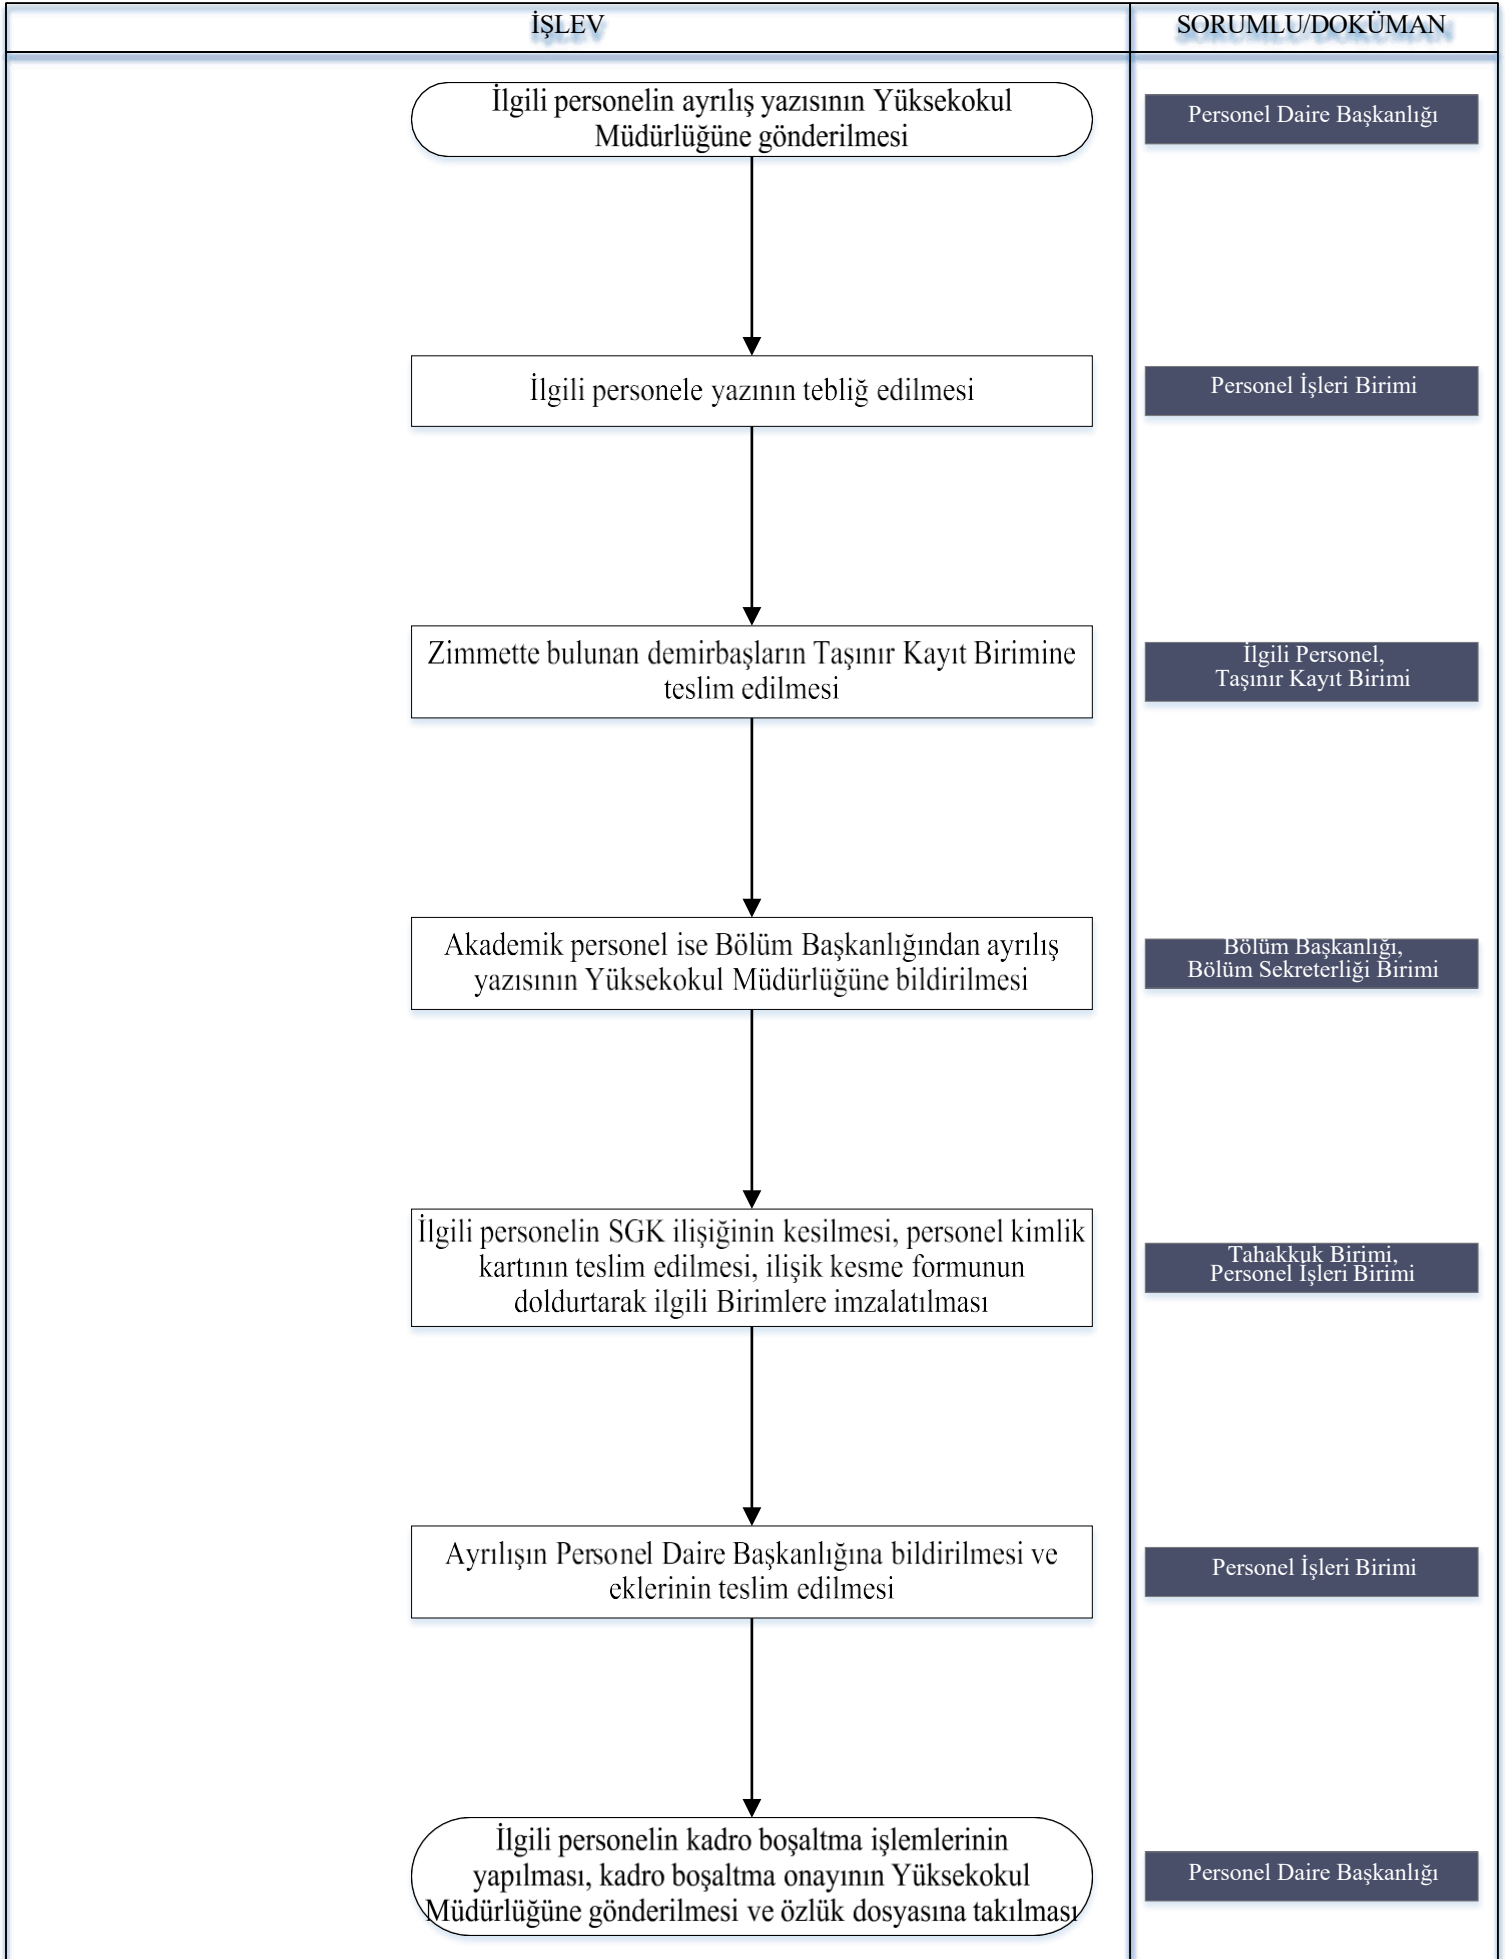 İŞLEV
SORUMLU/DOKÜMAN
İlgili personelin ayrılış yazısının Yüksekokul
Müdürlüğüne gönderilmesi
Personel Daire Başkanlığı
İlgili personele yazının tebliğ edilmesi
Personel İşleri Birimi
Zimmette bulunan demirbaşların Taşınır Kayıt Birimine
teslim edilmesi
İlgili Personel,
Taşınır Kayıt Birimi
Akademik personel ise Bölüm Başkanlığından ayrılış
yazısının Yüksekokul Müdürlüğüne bildirilmesi
Bölüm Başkanlığı,
Bölüm Sekreterliği Birimi
İlgili personelin SGK ilişiğinin kesilmesi, personel kimlik
kartının teslim edilmesi, ilişik kesme formunun
doldurtarak ilgili Birimlere imzalatılması
Tahakkuk Birimi,
Personel İşleri Birimi
Ayrılışın Personel Daire Başkanlığına bildirilmesi ve
eklerinin teslim edilmesi
Personel İşleri Birimi
İlgili personelin kadro boşaltma işlemlerinin
yapılması, kadro boşaltma onayının Yüksekokul
Müdürlüğüne gönderilmesi ve özlük dosyasına takılması
Personel Daire Başkanlığı